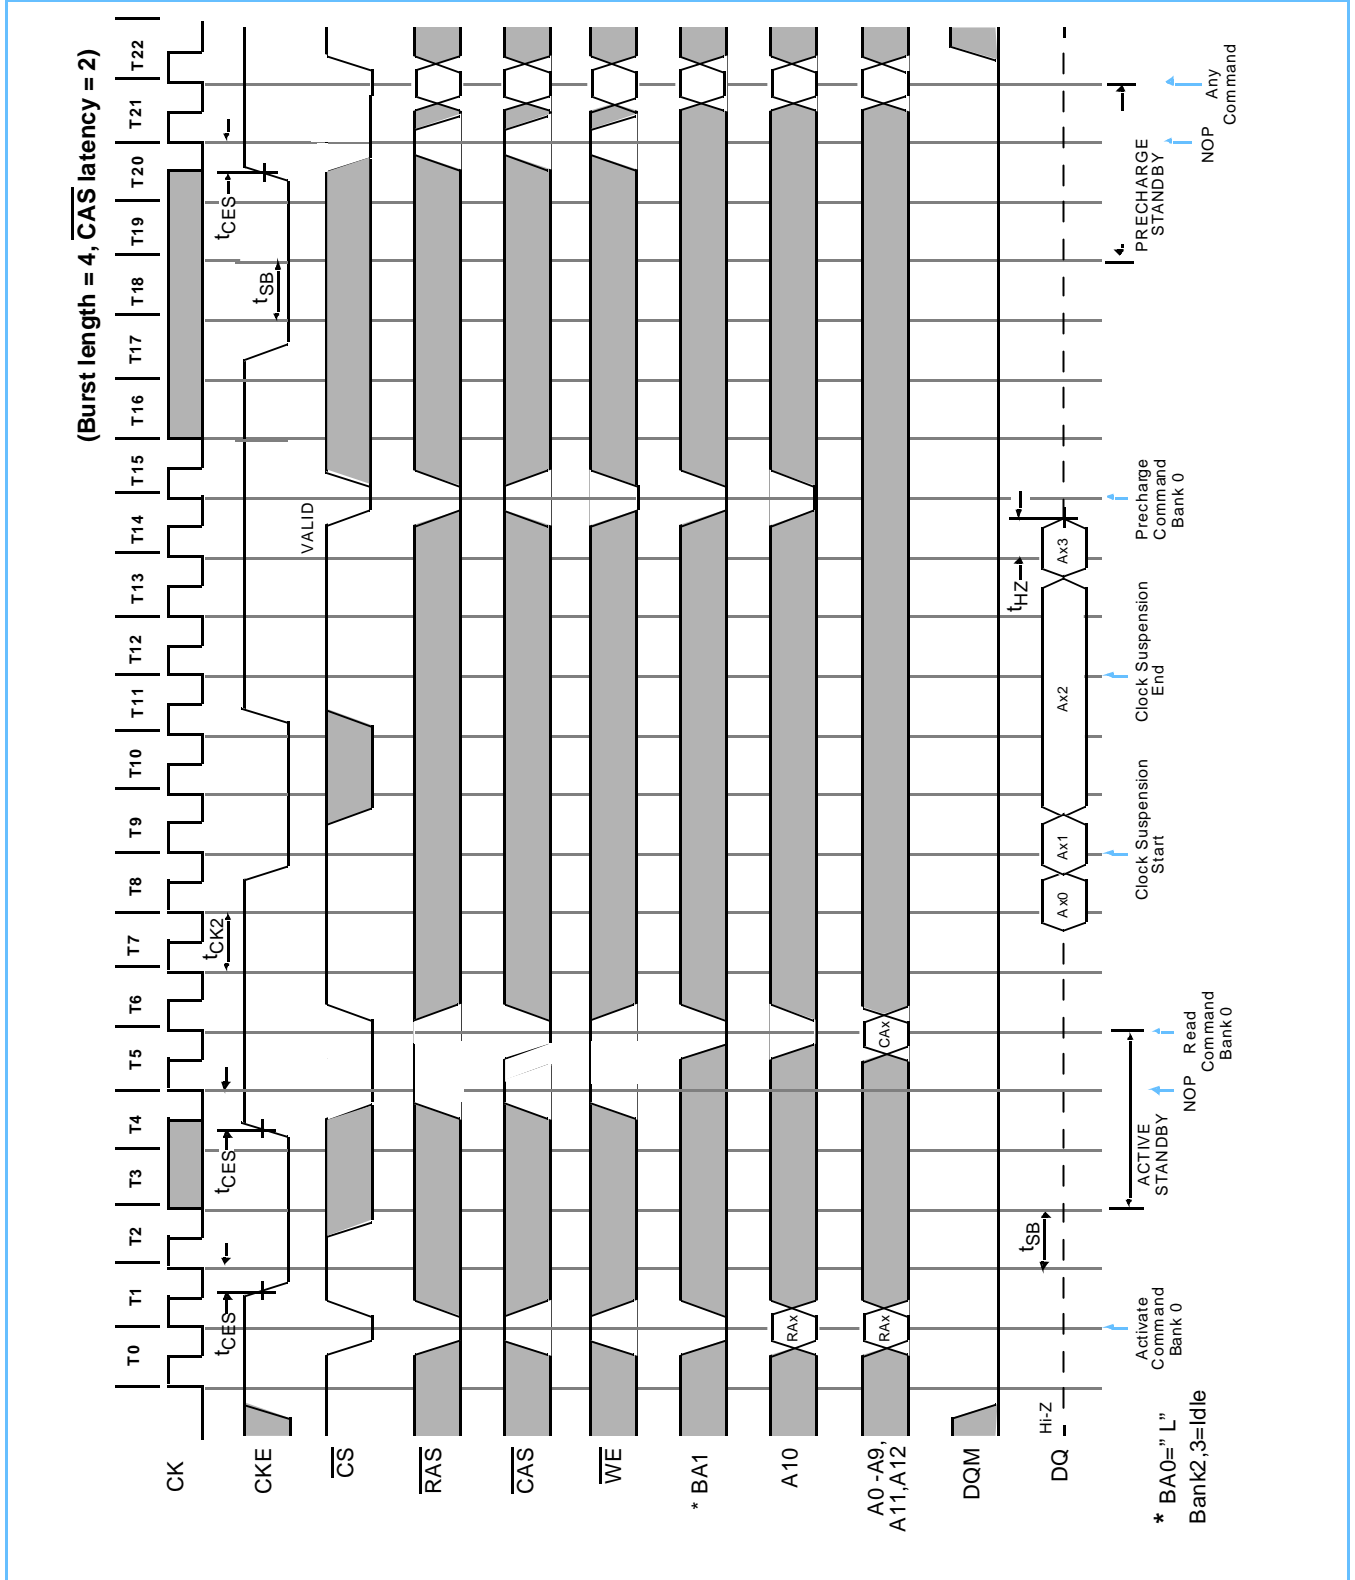 (Burst length = 4, CAS latency = 2)
T0 T1 T2 T3 T4 T5 T6 T7 T8 T9 T10 T11 T12 T13 T14 T15 T16 T17 T18 T19 T20 T21 T22
CK
tCES tCES tCK2 tCES
CKE
tSB
CS
VALID
RAS
CAS
WE
* BA1
A10
RAx
A0 -A9,
A11,A12
RAx CAx
DQM
tSB tHZ
Hi-Z
DQ
Ax0 Ax1 Ax2 Ax3
ACTIVE
STANDBY
PRECHARGE
STANDBY
Activate
Command
Bank 0
NOP
Read
Command
Bank 0
Clock Suspension
Start
Clock Suspension
End
Precharge
Command
Bank 0
NOP
Any
Command
* BA0=” L”
Bank2,3=Idle